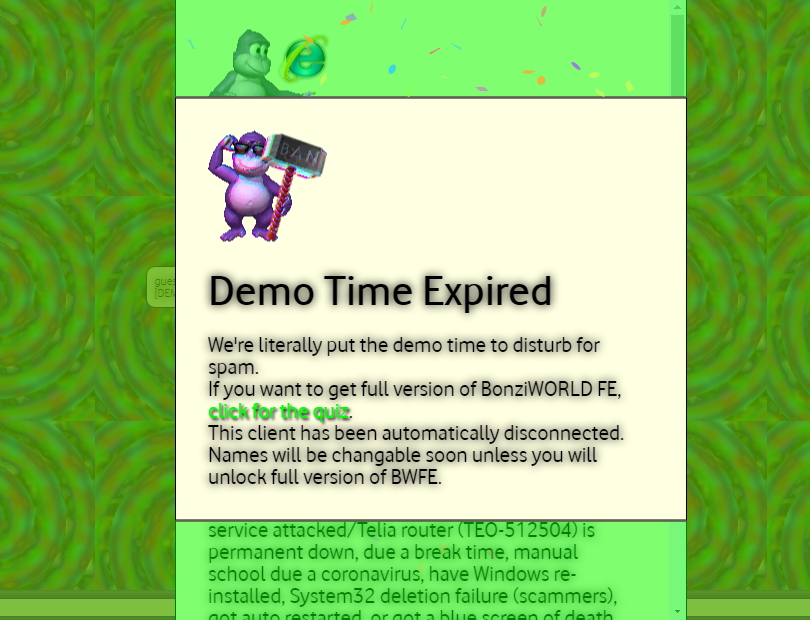 BAN
Demo Time Expired
We're literally put the demo time to disturb for
spam.
If you want to get full version of BonziWORLD FE,
click for the quiz.
This client has been automatically disconnected.
Names will be changable soon unless you will
unlock full version of BWFE.
gues
[DEM
service attacked/Telia router (TEO-512504) is
permanent down, due a break time, manual
school due a coronavirus, have Windows re-
installed, System32 deletion failure (scammers),
got auto restarted, or got a blue screen of death